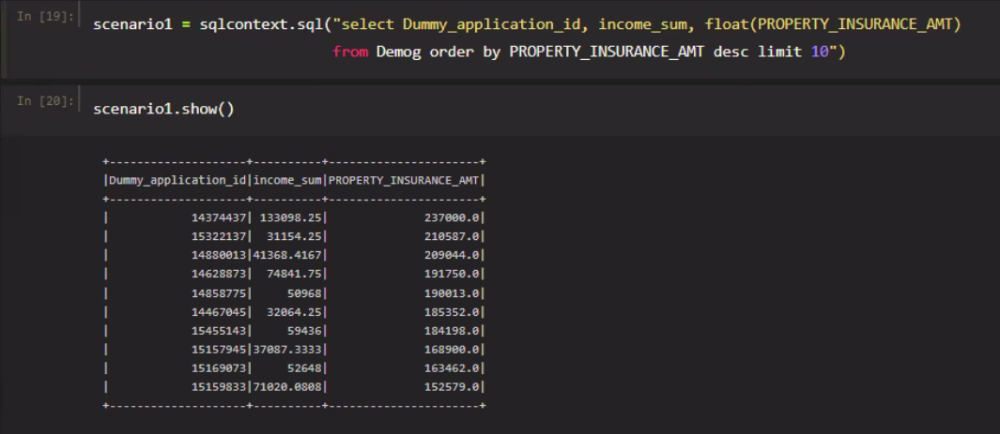 In [19]: scenario1 = sqlcontext.sql("select Dummy_application_id, income_sum, float(PROPERTY_INSURANCE_AMT)
from Demog order by PROPERTY_INSURANCE_AMT desc limit 10")
In [20]: scenario1.show()
+--------------------+----------+----------------------+
|Dummy_application_id|income_sum|PROPERTY_INSURANCE_AMT|
+--------------------+----------+----------------------+
|            14374437| 133098.25|              237000.0|
|            15322137|  31154.25|              210587.0|
|            14880013|41368.4167|              209044.0|
|            14628873|  74841.75|              191750.0|
|            14858775|     50968|              190013.0|
|            14467045|  32064.25|              185352.0|
|            15455143|     59436|              184198.0|
|            15157945|37087.3333|              168900.0|
|            15169073|     52648|              163462.0|
|            15159833|71020.0808|              152579.0|
+--------------------+----------+----------------------+